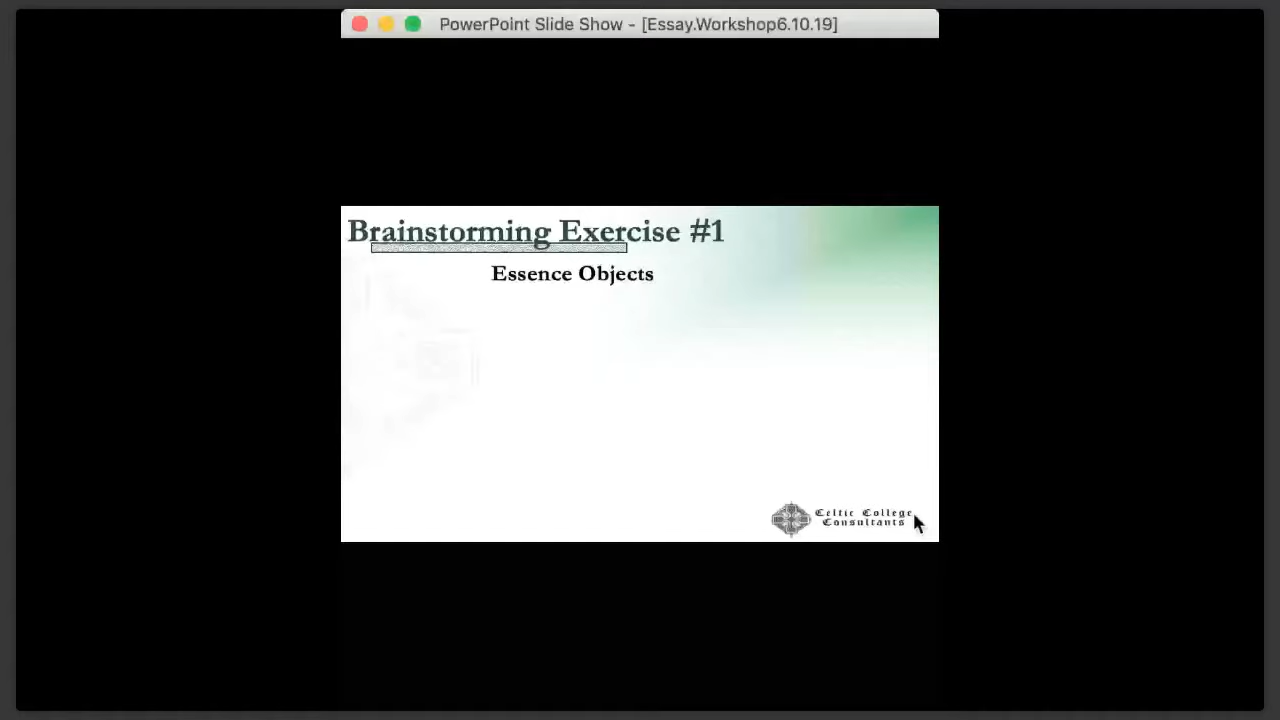 PowerPoint Slide Show - [Essay.Workshop6.10.19]
Brainstorming Exercise #1
Essence Objects
Celtic College
Consultants